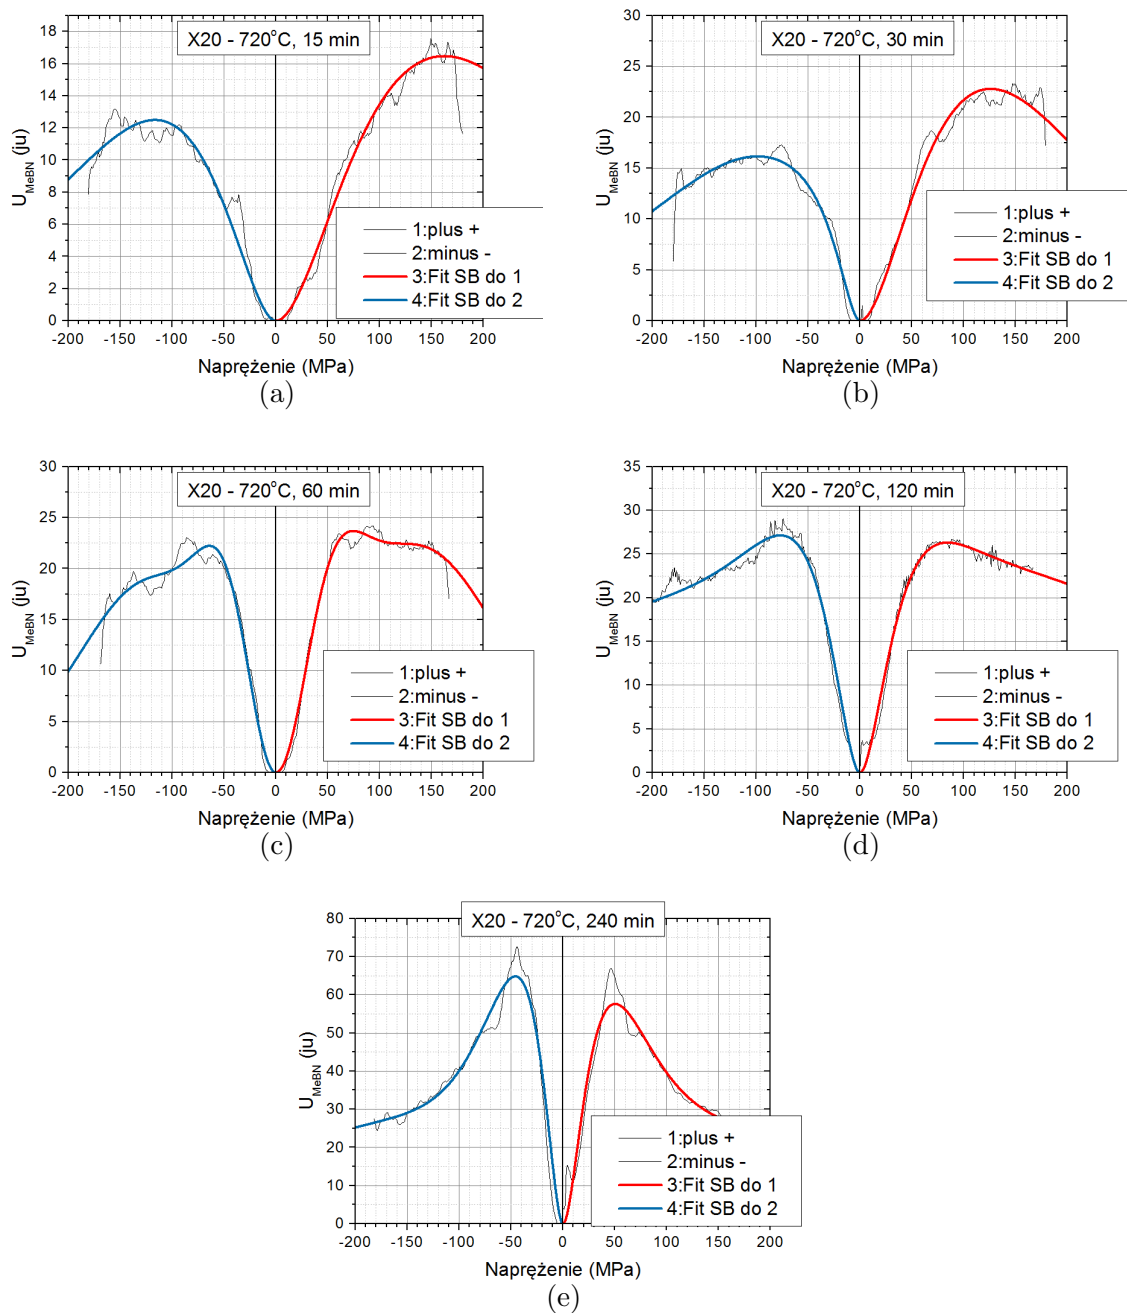 X20 - 720°C, 15 min
U_MeBN (ju)
18
16
14
12
10
8
6
4
2
0
-200 -150 -100 -50 0 50 100 150 200
Naprężenie (MPa)
1:plus +
2:minus -
3:Fit SB do 1
4:Fit SB do 2
(a)
X20 - 720°C, 30 min
U_MeBN (ju)
30
25
20
15
10
5
0
-200 -150 -100 -50 0 50 100 150 200
Naprężenie (MPa)
1:plus +
2:minus -
3:Fit SB do 1
4:Fit SB do 2
(b)
X20 - 720°C, 60 min
U_MeBN (ju)
30
25
20
15
10
5
0
-200 -150 -100 -50 0 50 100 150 200
Naprężenie (MPa)
1:plus +
2:minus -
3:Fit SB do 1
4:Fit SB do 2
(c)
X20 - 720°C, 120 min
U_MeBN (ju)
35
30
25
20
15
10
5
0
-200 -150 -100 -50 0 50 100 150 200
Naprężenie (MPa)
1:plus +
2:minus -
3:Fit SB do 1
4:Fit SB do 2
(d)
X20 - 720°C, 240 min
U_MeBN (ju)
80
70
60
50
40
30
20
10
0
-200 -150 -100 -50 0 50 100 150 200
Naprężenie (MPa)
1:plus +
2:minus -
3:Fit SB do 1
4:Fit SB do 2
(e)